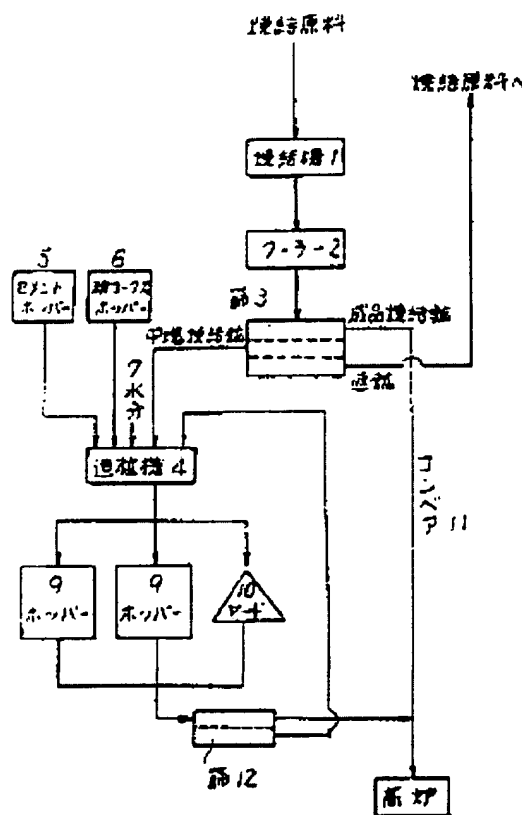 焼結原料
焼結原料へ
焼結機 1
クーラー 2
5
セメント
ホッパー
6
粉コークス
ホッパー
篩 3
成品焼結鉱
中塊焼結鉱
返鉱
7
水分
造粒機 4
コンベア 11
9
ホッパー
9
ホッパー
10
ヤード
篩 12
高炉